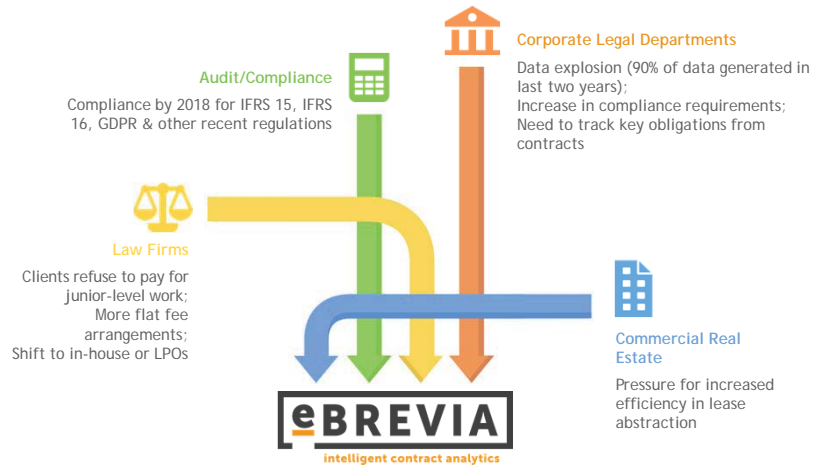 Corporate Legal Departments
Data explosion (90% of data generated in
last two years);
Increase in compliance requirements;
Need to track key obligations from
contracts
Audit/Compliance
Compliance by 2018 for IFRS 15, IFRS
16, GDPR & other recent regulations
Law Firms
Clients refuse to pay for
junior-level work;
More flat fee
arrangements;
Shift to in-house or LPOs
Commercial Real
Estate
Pressure for increased
efficiency in lease
abstraction
eBREVIA
intelligent contract analytics